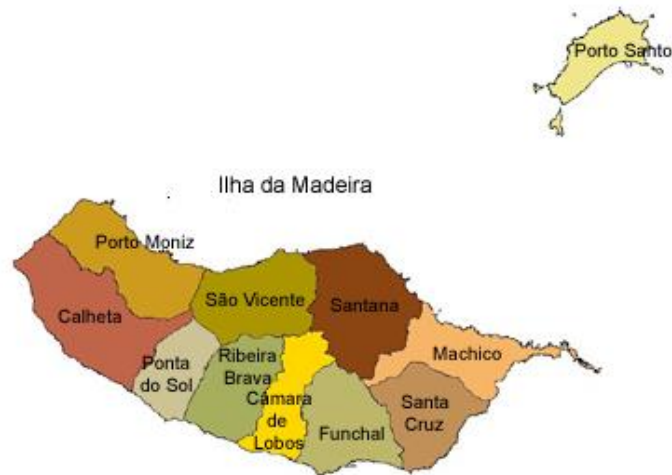 Porto Santo
Ilha da Madeira
Porto Moniz
São Vicente
Santana
Calheta
Ponta
do Sol
Ribeira
Brava
Machico
Câmara
de
Lobos
Funchal
Santa
Cruz